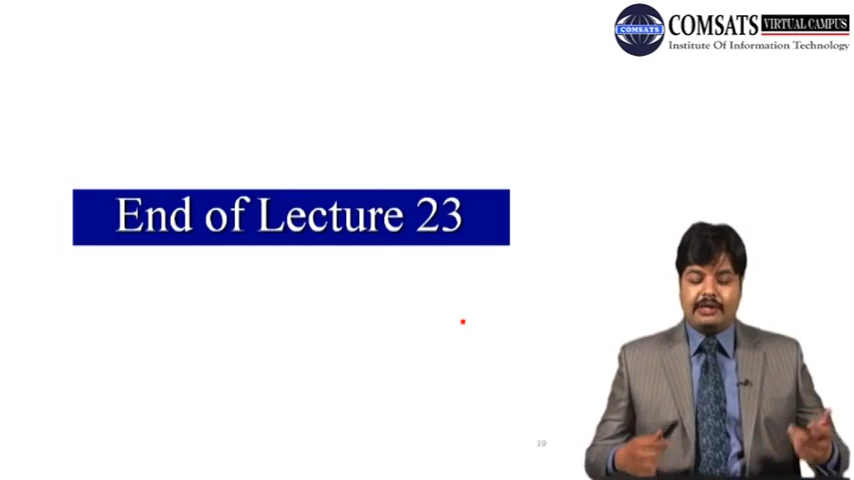 COMSATS
COMSATS VIRTUAL CAMPUS
Institute Of Information Technology
End of Lecture 23
39